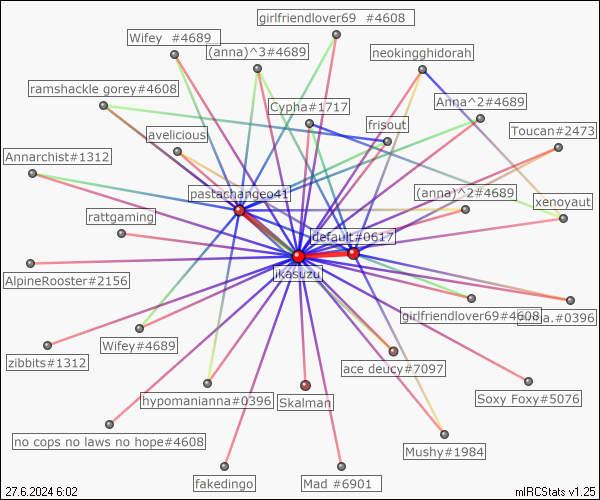 girlfriendlover69 #4608
Wifey #4689
(anna)^3#4689
neokingghidorah
ramshackle gorey#4608
Cypha#1717
Anna^2#4689
frisout
Toucan#2473
avelicious
Annarchist#1312
pastachangeo41
(anna)^2#4689
xenoyaut
rattgaming
default#0617
ikasuzu
AlpineRooster#2156
girlfriendlover69#4608
#0396
Wifey#4689
zibbits#1312
ace deucy#7097
hypomanianna#0396
Skalman
Soxy Foxy#5076
no cops no laws no hope#4608
Mushy#1984
fakedingo
Mad #6901
27.6.2024 6:02
mIRCStats v1.25